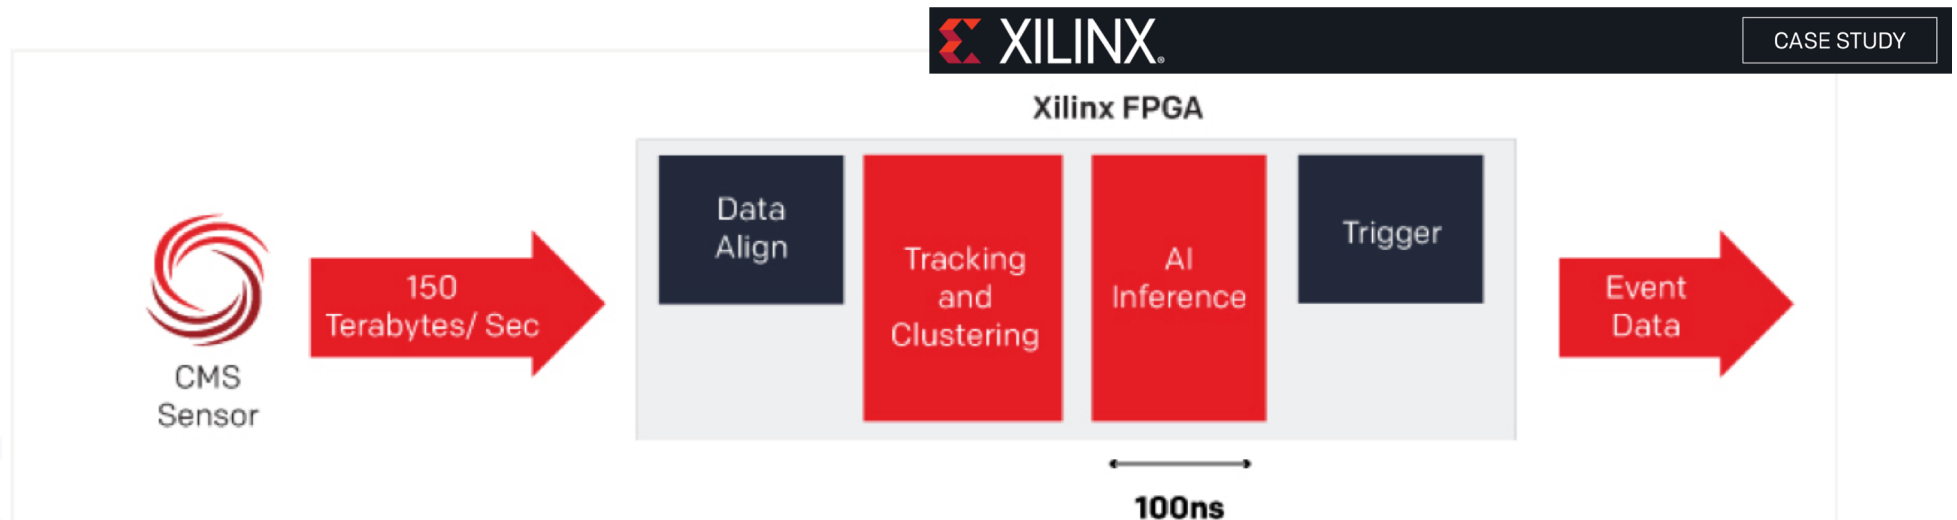 XILINX®
CASE STUDY
Xilinx FPGA
CMS
Sensor
150
Terabytes/ Sec
Data
Align
Tracking
and
Clustering
AI
Inference
Trigger
Event
Data
100ns